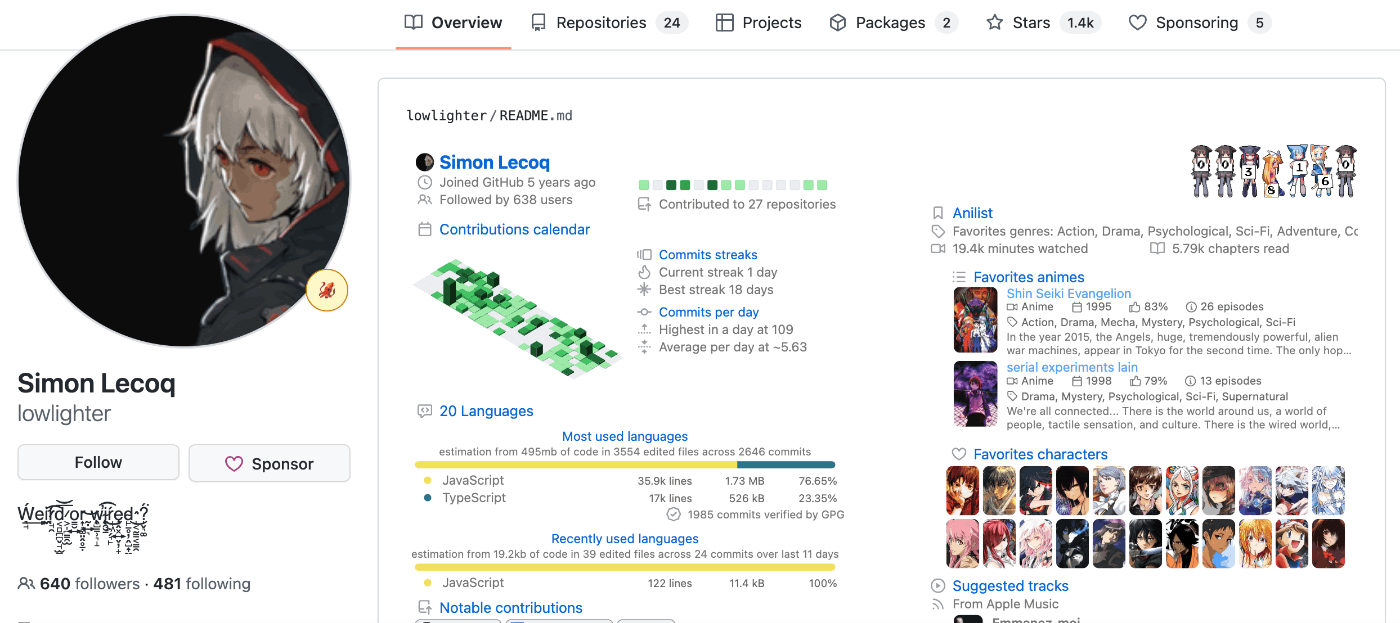 Overview Repositories 24 Projects Packages 2 Stars 1.4k Sponsoring 5
Simon Lecoq
lowlighter
Follow
Sponsor
Weird or wired ?
640 followers · 481 following
lowlighter/README.md
Simon Lecoq
Joined GitHub 5 years ago
Followed by 638 users
Contributed to 27 repositories
Contributions calendar
Commits streaks
Current streak 1 day
Best streak 18 days
Commits per day
Highest in a day at 109
Average per day at ~5.63
20 Languages
Most used languages
estimation from 495mb of code in 3554 edited files across 2646 commits
JavaScript 35.9k lines 1.73 MB 76.65%
TypeScript 17k lines 526 kB 23.35%
1985 commits verified by GPG
Recently used languages
estimation from 19.2kb of code in 39 edited files across 24 commits over last 11 days
JavaScript 122 lines 11.4 kB 100%
Notable contributions
0 0 3 8 1 6 0
Anilist
Favorites genres: Action, Drama, Psychological, Sci-Fi, Adventure, Cc
19.4k minutes watched 5.79k chapters read
Favorites animes
Shin Seiki Evangelion
Anime 1995 83% 26 episodes
Action, Drama, Mecha, Mystery, Psychological, Sci-Fi
In the year 2015, the Angels, huge, tremendously powerful, alien
war machines, appear in Tokyo for the second time. The only hop...
serial experiments lain
Anime 1998 79% 13 episodes
Drama, Mystery, Psychological, Sci-Fi, Supernatural
We're all connected... There is the world around us, a world of
people, tactile sensation, and culture. There is the wired world,...
Favorites characters
Suggested tracks
From Apple Music